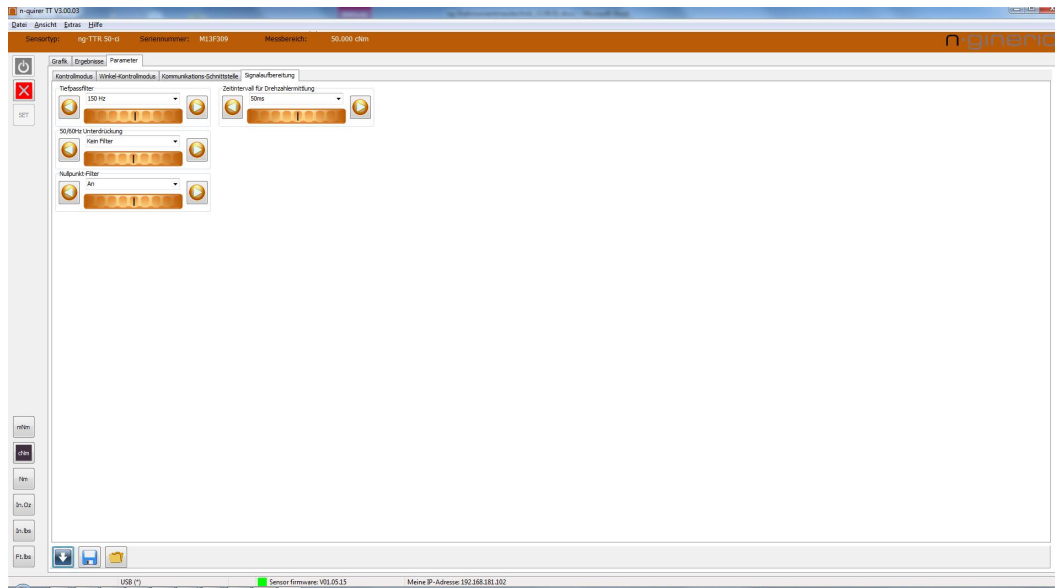 n-quirer TT V3.00.03
Datei Ansicht Extras Hilfe
Sensortyp: ng-TTR 50-ci Seriennummer: M13F309 Messbereich: 50.000 cNm
n-gineric
Grafik Ergebnisse Parameter
Kontrollmodus Winkel-Kontrollmodus Kommunikations-Schnittstelle Signalaufbereitung
Tiefpassfilter Zeitintervall für Drehzahlermittlung
150 Hz 50ms
SET
50/60Hz Unterdrückung
Kein Filter
Nullpunkt-Filter
An
mNm
cNm
Nm
In.Oz
In.lbs
Ft.lbs
USB (*) Sensor firmware: V01.05.15 Meine IP-Adresse: 192.168.181.102